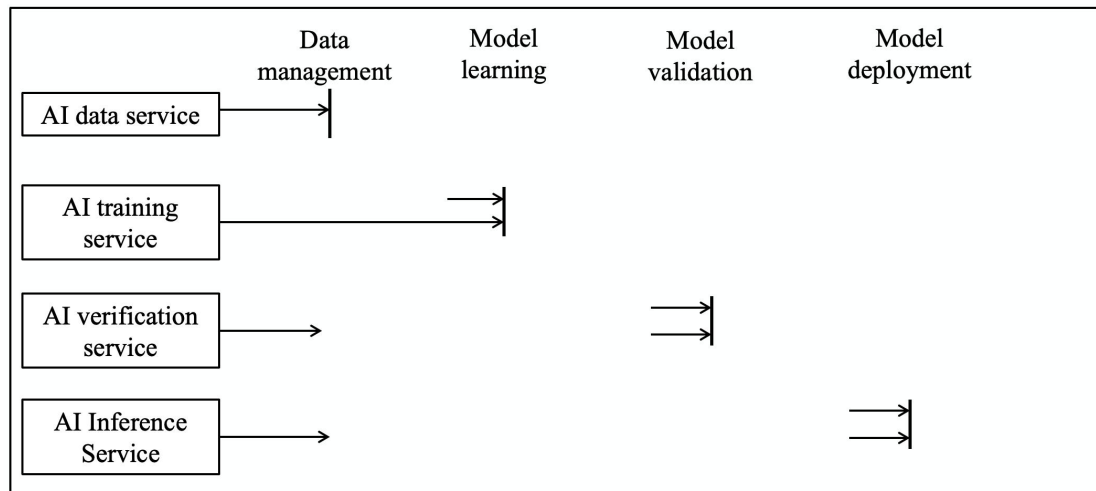 Data
management
Model
learning
Model
validation
Model
deployment
AI data service
AI training
service
AI verification
service
AI Inference
Service